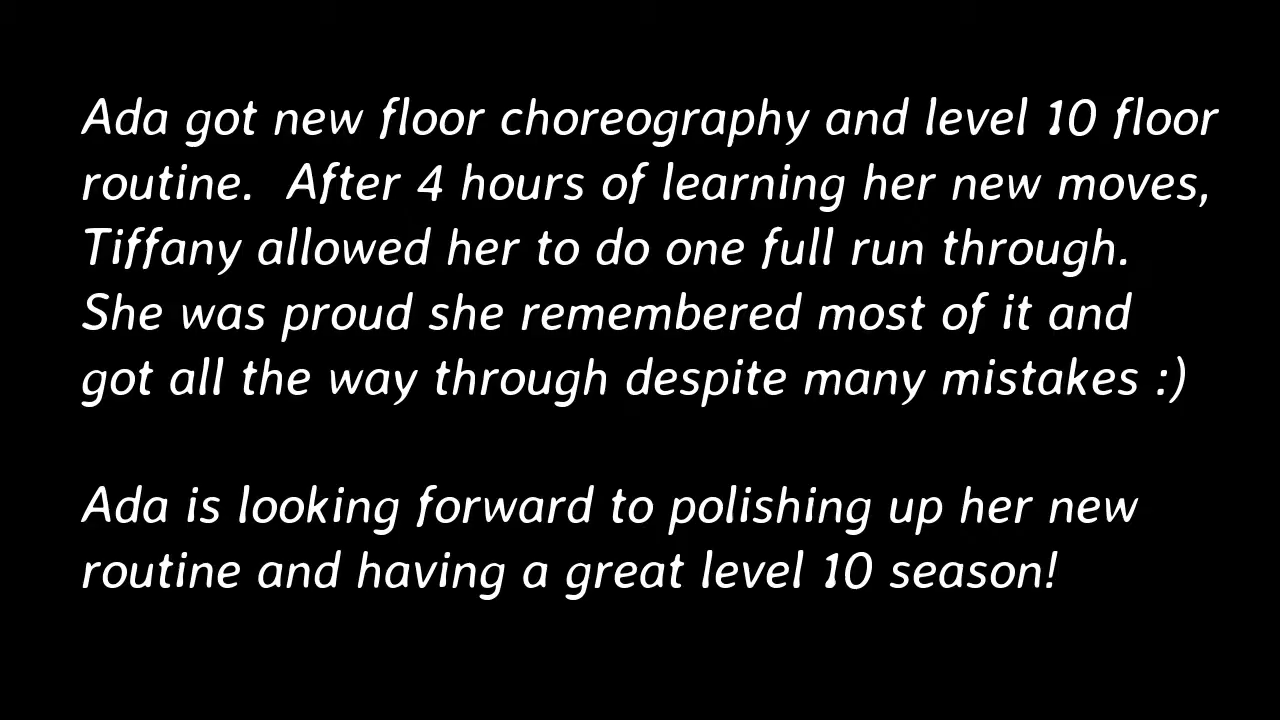 Ada got new floor choreography and level 10 floor
routine.  After 4 hours of learning her new moves,
Tiffany allowed her to do one full run through.
She was proud she remembered most of it and
got all the way through despite many mistakes :)
Ada is looking forward to polishing up her new
routine and having a great level 10 season!